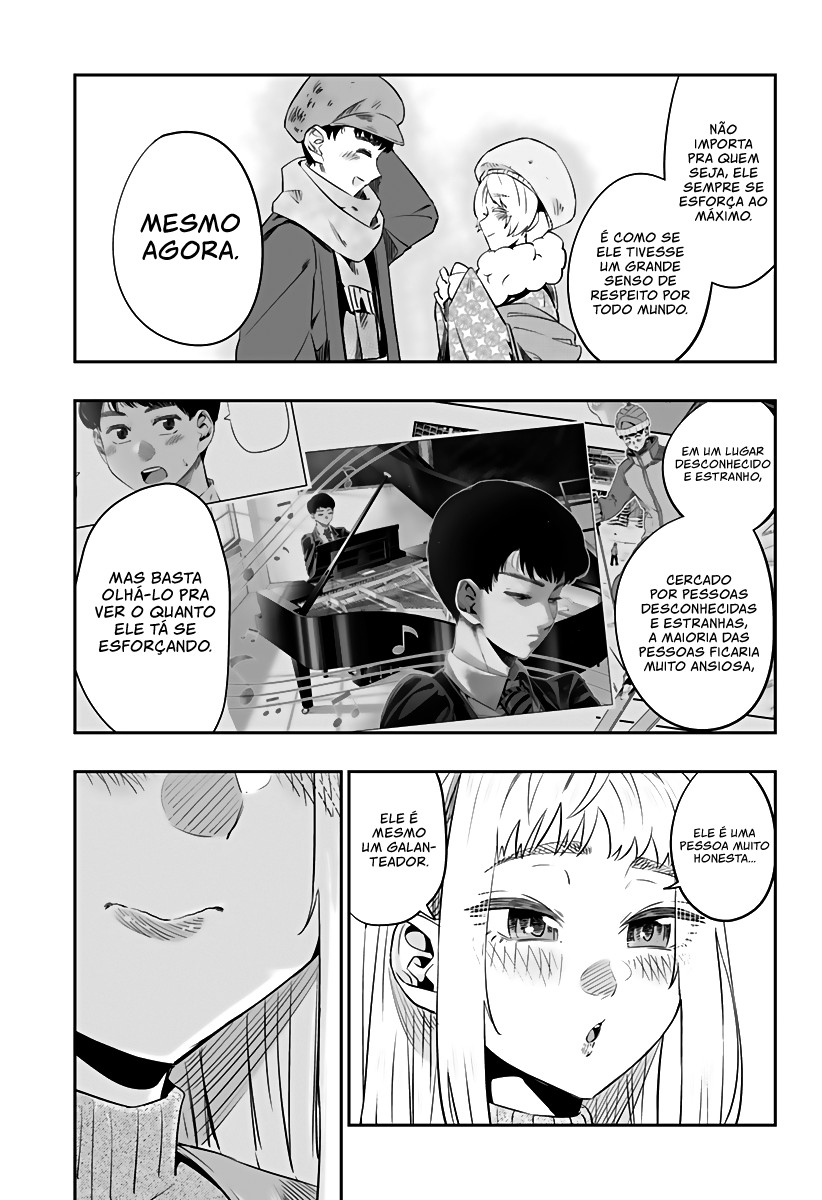 NÃO
IMPORTA
PRA QUEM
SEJA, ELE
SEMPRE SE
ESFORÇA AO
MÁXIMO.
É COMO SE
ELE TIVESSE
UM GRANDE
SENSO DE
RESPEITO POR
TODO MUNDO.
MESMO
AGORA.
EM UM LUGAR
DESCONHECIDO
E ESTRANHO,
CERCADO
POR PESSOAS
DESCONHECIDAS
E ESTRANHAS,
A MAIORIA DAS
PESSOAS FICARIA
MUITO ANSIOSA,
MAS BASTA
OLHÁ-LO PRA
VER O QUANTO
ELE TÁ SE
ESFORÇANDO.
ELE É UMA
PESSOA MUITO
HONESTA...
ELE É
MESMO
UM GALAN-
TEADOR.